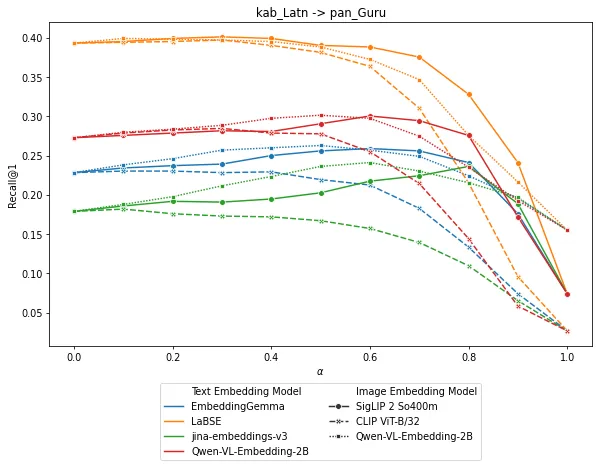 kab_Latn -> pan_Guru
0.40
0.35
0.30
0.25
0.20
0.15
0.10
0.05
Recall@1
0.0 0.2 0.4 0.6 0.8 1.0
α
Text Embedding Model Image Embedding Model
EmbeddingGemma SigLIP 2 So400m
LaBSE CLIP ViT-B/32
jina-embeddings-v3 Qwen-VL-Embedding-2B
Qwen-VL-Embedding-2B